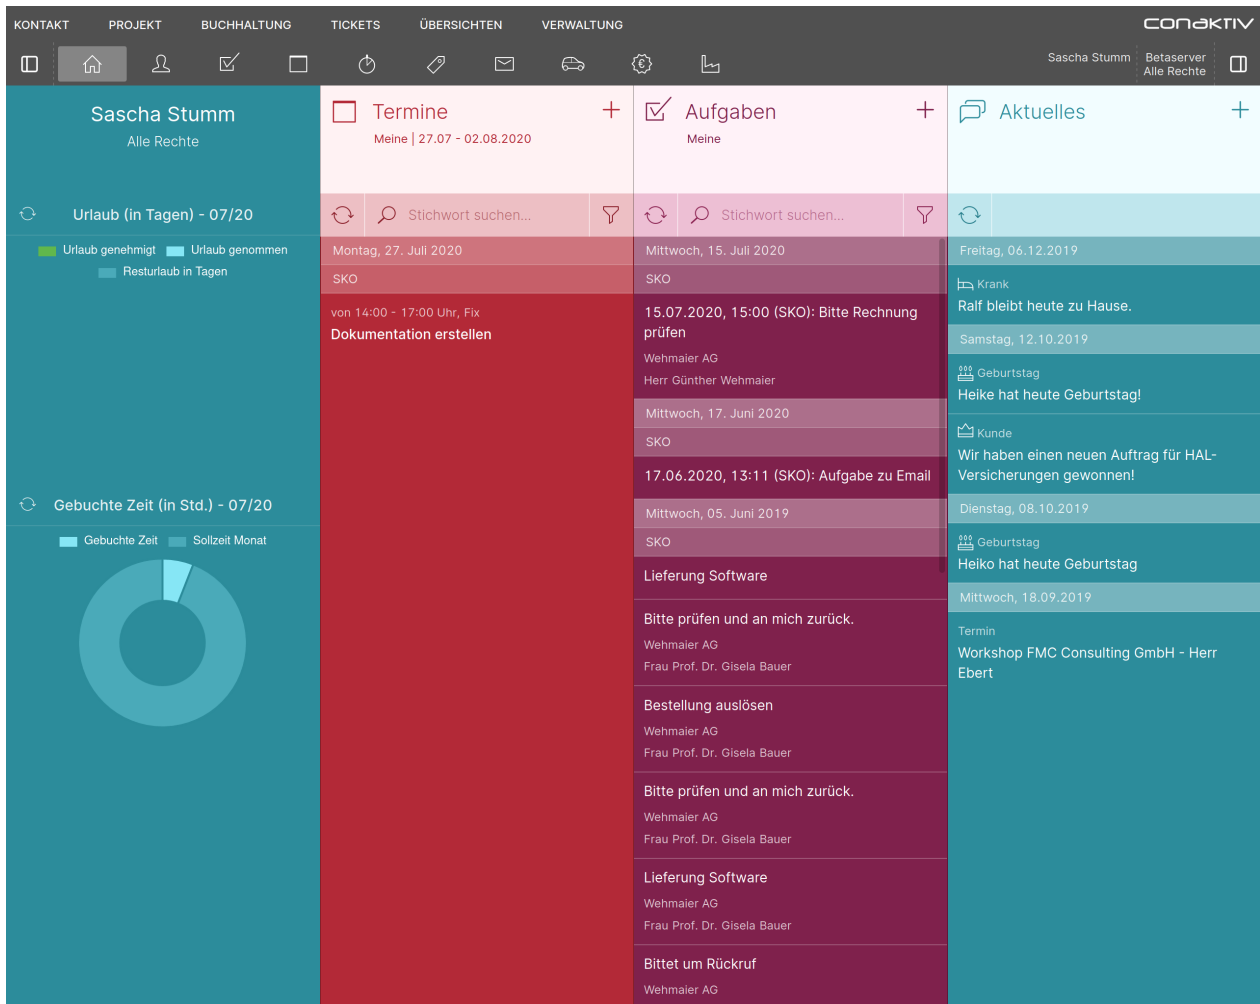 KONTAKT PROJEKT BUCHHALTUNG TICKETS ÜBERSICHTEN VERWALTUNG conaktiv
Sascha Stumm Betaserver
Alle Rechte
Sascha Stumm
Alle Rechte
Urlaub (in Tagen) - 07/20
Urlaub genehmigt Urlaub genommen
Resturlaub in Tagen
Gebuchte Zeit (in Std.) - 07/20
Gebuchte Zeit Sollzeit Monat
Termine
Meine | 27.07 - 02.08.2020
Stichwort suchen...
Montag, 27. Juli 2020
SKO
von 14:00 - 17:00 Uhr, Fix
Dokumentation erstellen
Aufgaben
Meine
Stichwort suchen...
Mittwoch, 15. Juli 2020
SKO
15.07.2020, 15:00 (SKO): Bitte Rechnung
prüfen
Wehmaier AG
Herr Günther Wehmaier
Mittwoch, 17. Juni 2020
SKO
17.06.2020, 13:11 (SKO): Aufgabe zu Email
Mittwoch, 05. Juni 2019
SKO
Lieferung Software
Bitte prüfen und an mich zurück.
Wehmaier AG
Frau Prof. Dr. Gisela Bauer
Bestellung auslösen
Wehmaier AG
Frau Prof. Dr. Gisela Bauer
Bitte prüfen und an mich zurück.
Wehmaier AG
Frau Prof. Dr. Gisela Bauer
Lieferung Software
Wehmaier AG
Frau Prof. Dr. Gisela Bauer
Bittet um Rückruf
Wehmaier AG
Aktuelles
Freitag, 06.12.2019
Krank
Ralf bleibt heute zu Hause.
Samstag, 12.10.2019
Geburtstag
Heike hat heute Geburtstag!
Kunde
Wir haben einen neuen Auftrag für HAL-
Versicherungen gewonnen!
Dienstag, 08.10.2019
Geburtstag
Heiko hat heute Geburtstag
Mittwoch, 18.09.2019
Termin
Workshop FMC Consulting GmbH - Herr
Ebert